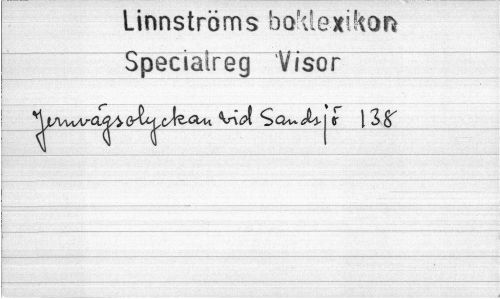 Linnströms boklexikon
Specialreg Visor
Jernvägsolyckan vid Sandsjö 138